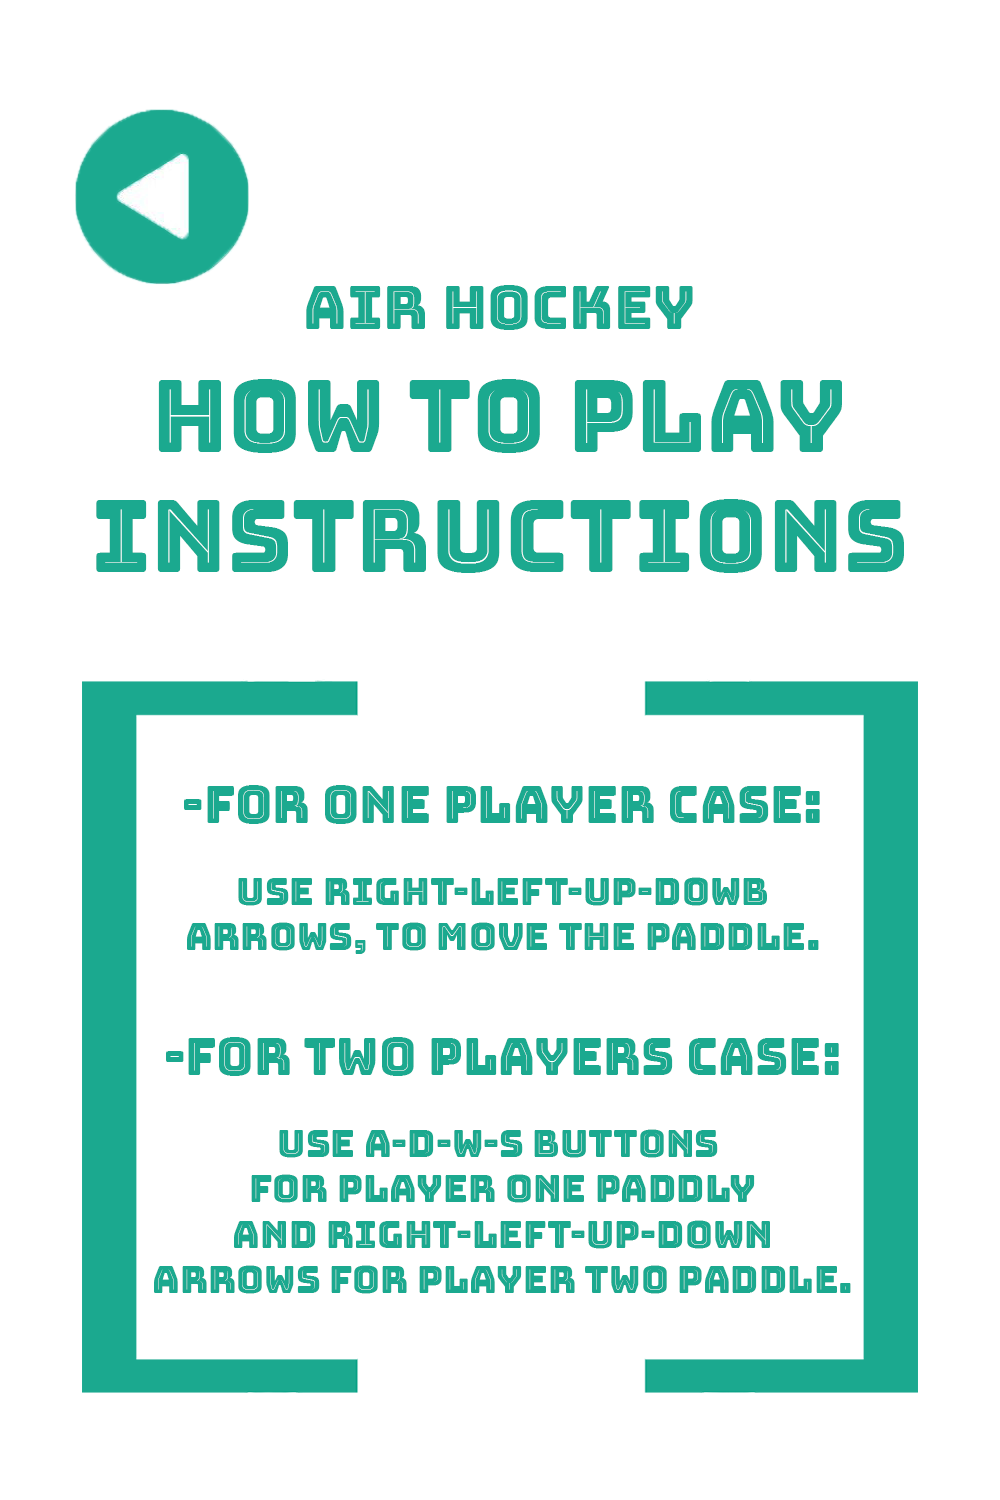 AIR HOCKEY
HOW TO PLAY
INSTRUCTIONS
-FOR ONE PLAYER CASE:
USE RIGHT-LEFT-UP-DOWB
ARROWS, TO MOVE THE PADDLE.
-FOR TWO PLAYERS CASE:
USE A-D-W-S BUTTONS
FOR PLAYER ONE PADDLY
AND RIGHT-LEFT-UP-DOWN
ARROWS FOR PLAYER TWO PADDLE.